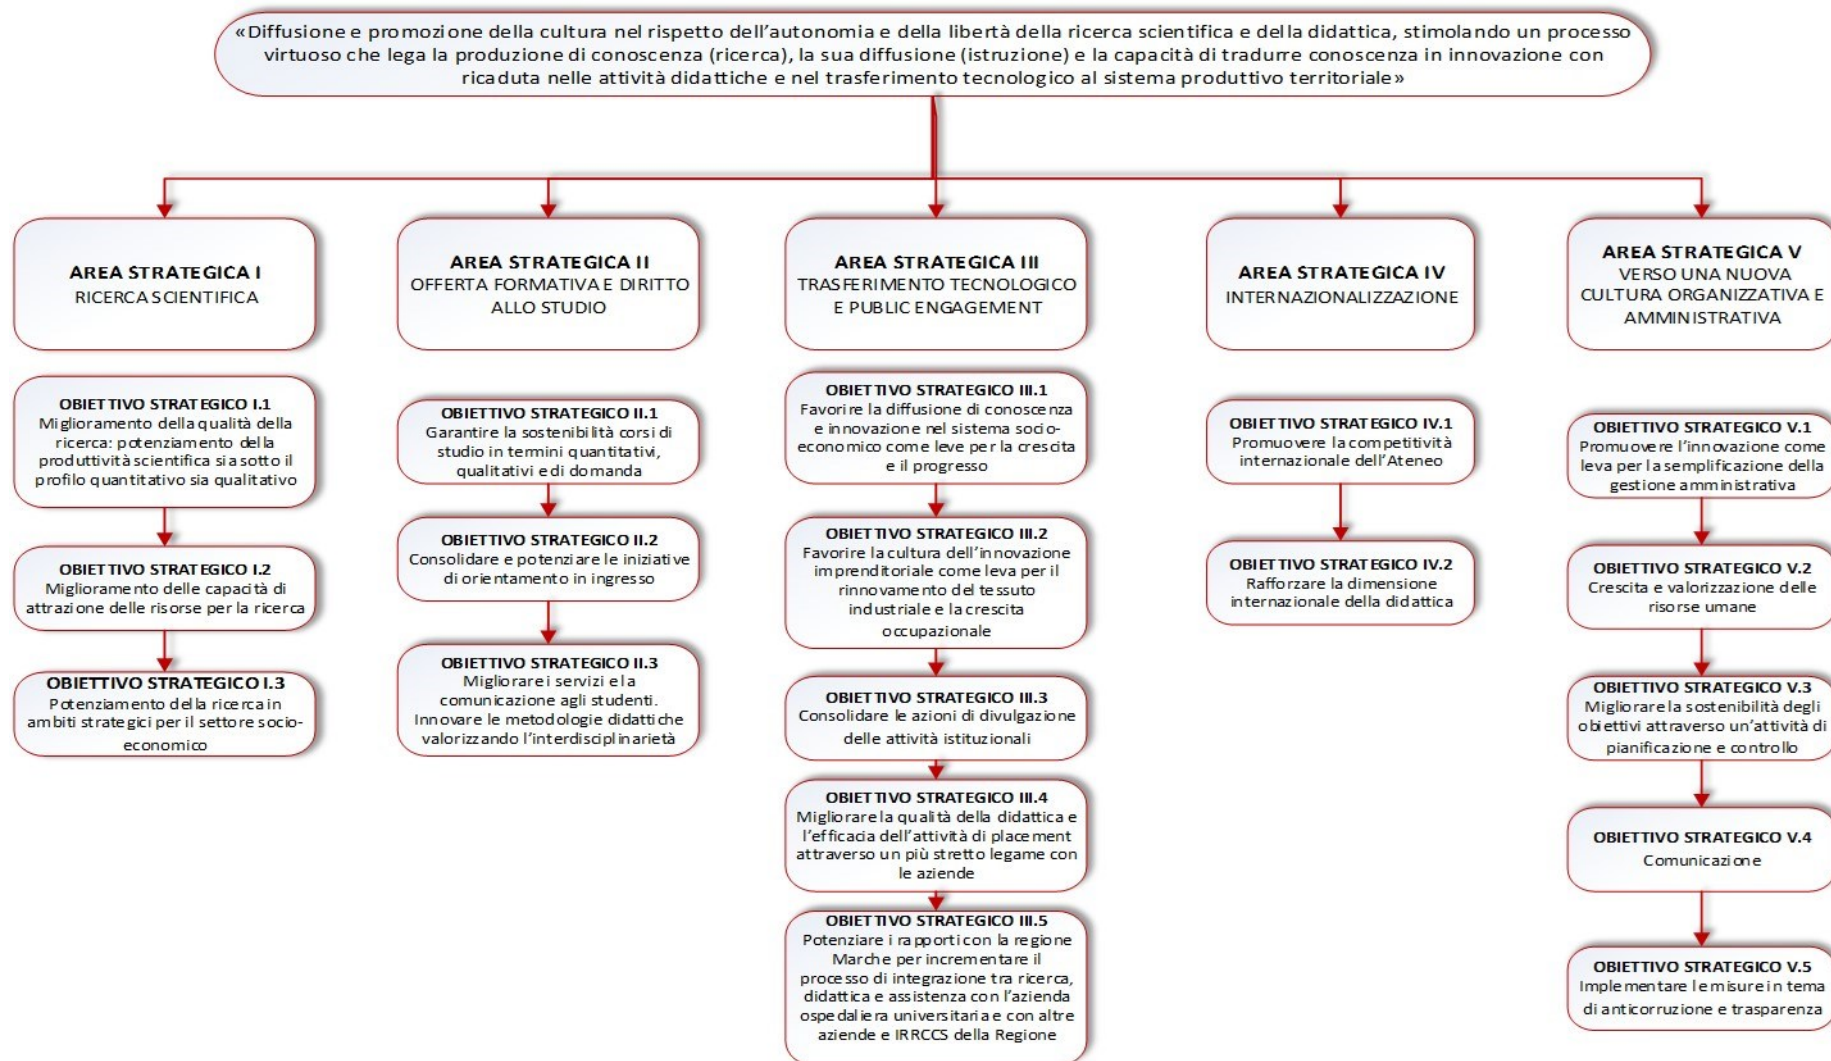 «Diffusione e promozione della cultura nel rispetto dell'autonomia e della libertà della ricerca scientifica e della didattica, stimolando un processo
virtuoso che lega la produzione di conoscenza (ricerca), la sua diffusione (istruzione) e la capacità di tradurre conoscenza in innovazione con
ricaduta nelle attività didattiche e nel trasferimento tecnologico al sistema produttivo territoriale»
AREA STRATEGICA I
RICERCA SCIENTIFICA
OBIETTIVO STRATEGICO I.1
Miglioramento della qualità della
ricerca: potenziamento della
produttività scientifica sia sotto il
profilo quantitativo sia qualitativo
OBIETTIVO STRATEGICO I.2
Miglioramento delle capacità di
attrazione delle risorse per la ricerca
OBIETTIVO STRATEGICO I.3
Potenziamento della ricerca in
ambiti strategici per il settore socio-
economico
AREA STRATEGICA II
OFFERTA FORMATIVA E DIRITTO
ALLO STUDIO
OBIETTIVO STRATEGICO II.1
Garantire la sostenibilità corsi di
studio in termini quantitativi,
qualitativi e di domanda
OBIETTIVO STRATEGICO II.2
Consolidare e potenziare le iniziative
di orientamento in ingresso
OBIETTIVO STRATEGICO II.3
Migliorare i servizi e la
comunicazione agli studenti.
Innovare le metodologie didattiche
valorizzando l'interdisciplinarietà
AREA STRATEGICA III
TRASFERIMENTO TECNOLOGICO
E PUBLIC ENGAGEMENT
OBIETTIVO STRATEGICO III.1
Favorire la diffusione di conoscenza
e innovazione nel sistema socio-
economico come leve per la crescita
e il progresso
OBIETTIVO STRATEGICO III.2
Favorire la cultura dell'innovazione
imprenditoriale come leva per il
rinnovamento del tessuto
industriale e la crescita
occupazionale
OBIETTIVO STRATEGICO III.3
Consolidare le azioni di divulgazione
delle attività istituzionali
OBIETTIVO STRATEGICO III.4
Migliorare la qualità della didattica e
l'efficacia dell'attività di placement
attraverso un più stretto legame con
le aziende
OBIETTIVO STRATEGICO III.5
Potenziare i rapporti con la regione
Marche per incrementare il
processo di integrazione tra ricerca,
didattica e assistenza con l'azienda
ospedaliera universitaria e con altre
aziende e IRRCCS della Regione
AREA STRATEGICA IV
INTERNAZIONALIZZAZIONE
OBIETTIVO STRATEGICO IV.1
Promuovere la competitività
internazionale dell'Ateneo
OBIETTIVO STRATEGICO IV.2
Rafforzare la dimensione
internazionale della didattica
AREA STRATEGICA V
VERSO UNA NUOVA
CULTURA ORGANIZZATIVA E
AMMINISTRATIVA
OBIETTIVO STRATEGICO V.1
Promuovere l'innovazione come
leva per la semplificazione della
gestione amministrativa
OBIETTIVO STRATEGICO V.2
Crescita e valorizzazione delle
risorse umane
OBIETTIVO STRATEGICO V.3
Migliorare la sostenibilità degli
obiettivi attraverso un'attività di
pianificazione e controllo
OBIETTIVO STRATEGICO V.4
Comunicazione
OBIETTIVO STRATEGICO V.5
Implementare le misure in tema
di anticorruzione e trasparenza